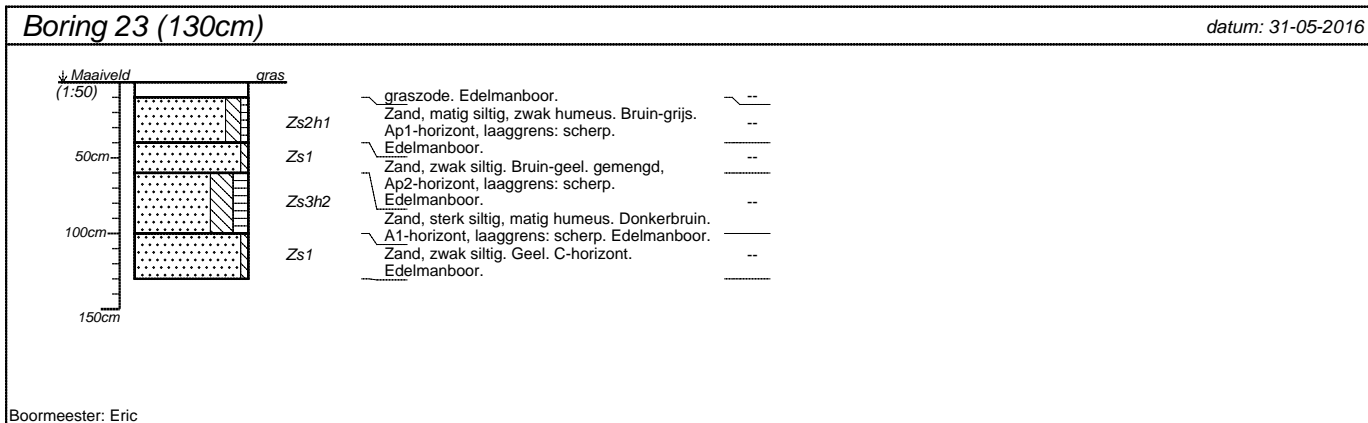 Boring 23 (130cm)
datum: 31-05-2016
Maaiveld
gras
(1:50)
graszode. Edelmanboor.
--
Zs2h1
Zand, matig siltig, zwak humeus. Bruin-grijs.
Ap1-horizont, laaggrens: scherp.
Edelmanboor.
--
50cm
Zs1
Zand, zwak siltig. Bruin-geel. gemengd,
Ap2-horizont, laaggrens: scherp.
Edelmanboor.
--
Zs3h2
Zand, sterk siltig, matig humeus. Donkerbruin.
A1-horizont, laaggrens: scherp. Edelmanboor.
--
100cm
Zs1
Zand, zwak siltig. Geel. C-horizont.
Edelmanboor.
--
150cm
Boormeester: Eric